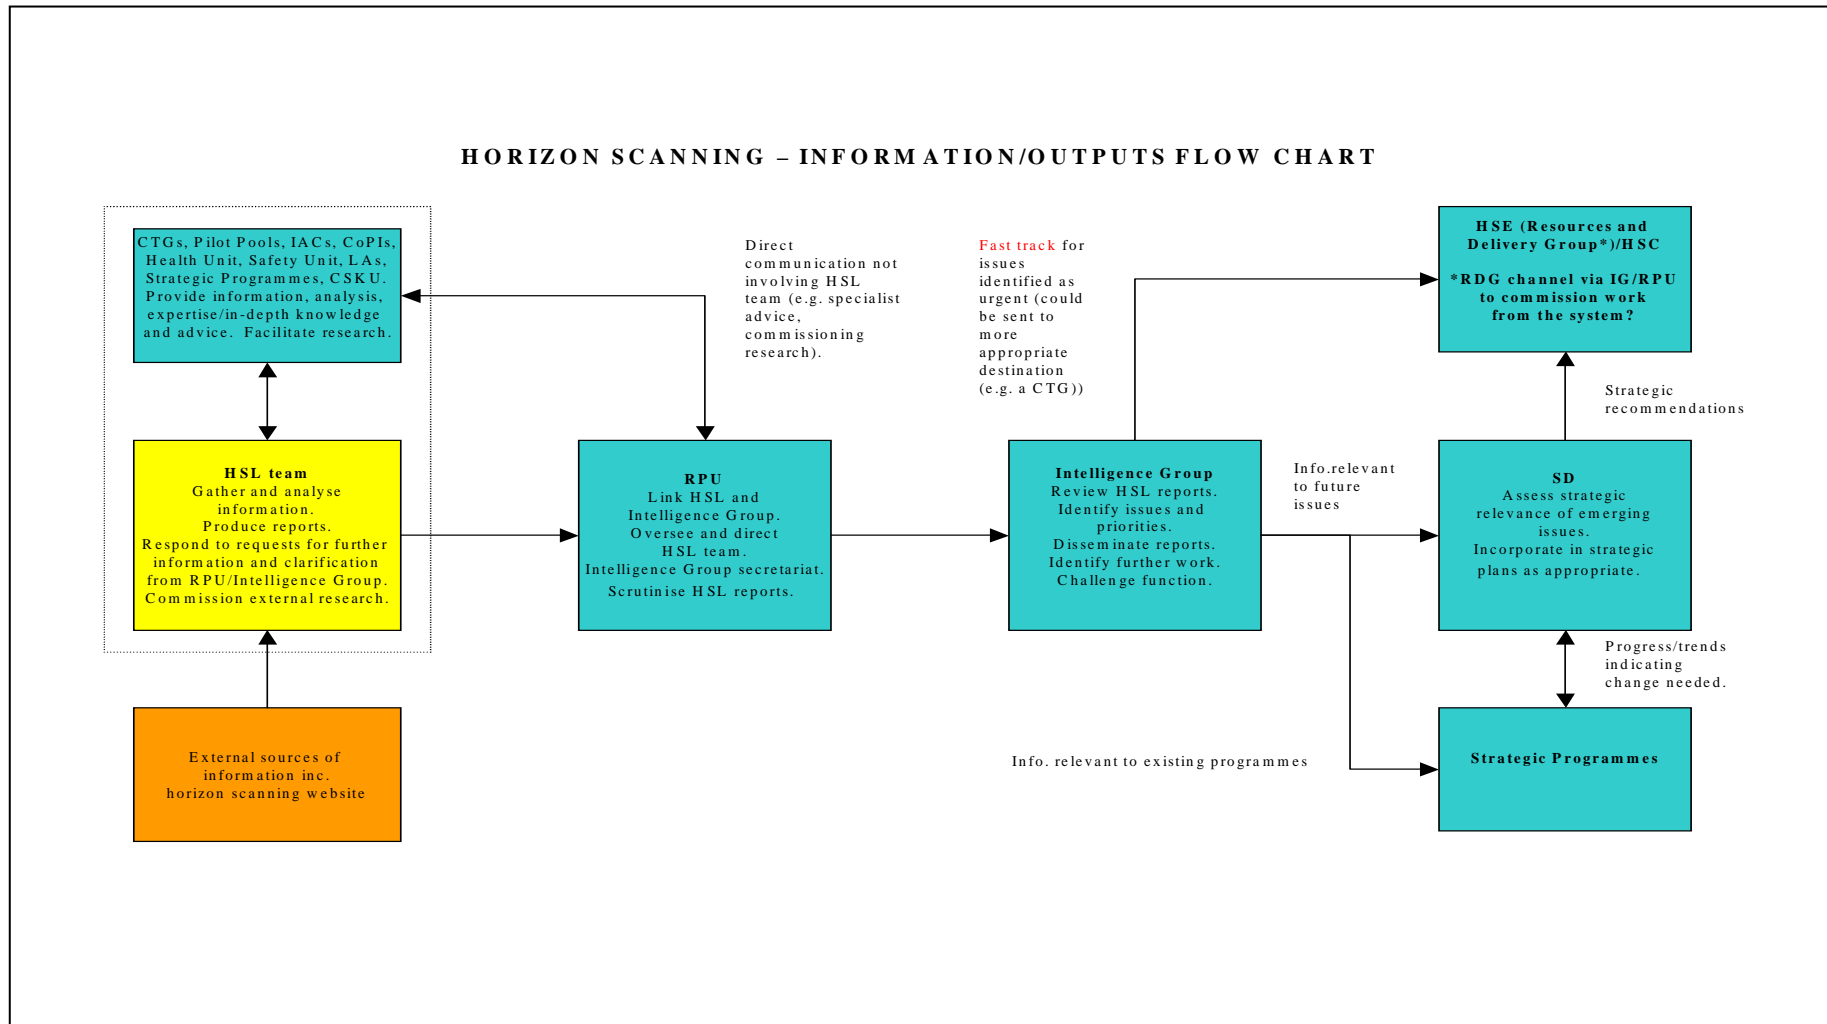 HORIZON SCANNING – INFORMATION/OUTPUTS FLOW CHART
CTGs, Pilot Pools, IACs, CoPIs,
Health Unit, Safety Unit, LAs,
Strategic Programmes, CSKU.
Provide information, analysis,
expertise/in-depth knowledge
and advice.  Facilitate research.
Direct
communication not
involving HSL
team (e.g. specialist
advice,
commissioning
research).
Fast track for
issues
identified as
urgent (could
be sent to
more
appropriate
destination
(e.g. a CTG))
HSE (Resources and
Delivery Group*)/HSC
*RDG channel via IG/RPU
to commission work
from the system?
Strategic
recommendations
HSL team
Gather and analyse
information.
Produce reports.
Respond to requests for further
information and clarification
from RPU/Intelligence Group.
Commission external research.
RPU
Link HSL and
Intelligence Group.
Oversee and direct
HSL team.
Intelligence Group secretariat.
Scrutinise HSL reports.
Intelligence Group
Review HSL reports.
Identify issues and
priorities.
Disseminate reports.
Identify further work.
Challenge function.
Info.relevant
to future
issues
SD
Assess strategic
relevance of emerging
issues.
Incorporate in strategic
plans as appropriate.
Progress/trends
indicating
change needed.
External sources of
information inc.
horizon scanning website
Info. relevant to existing programmes
Strategic Programmes